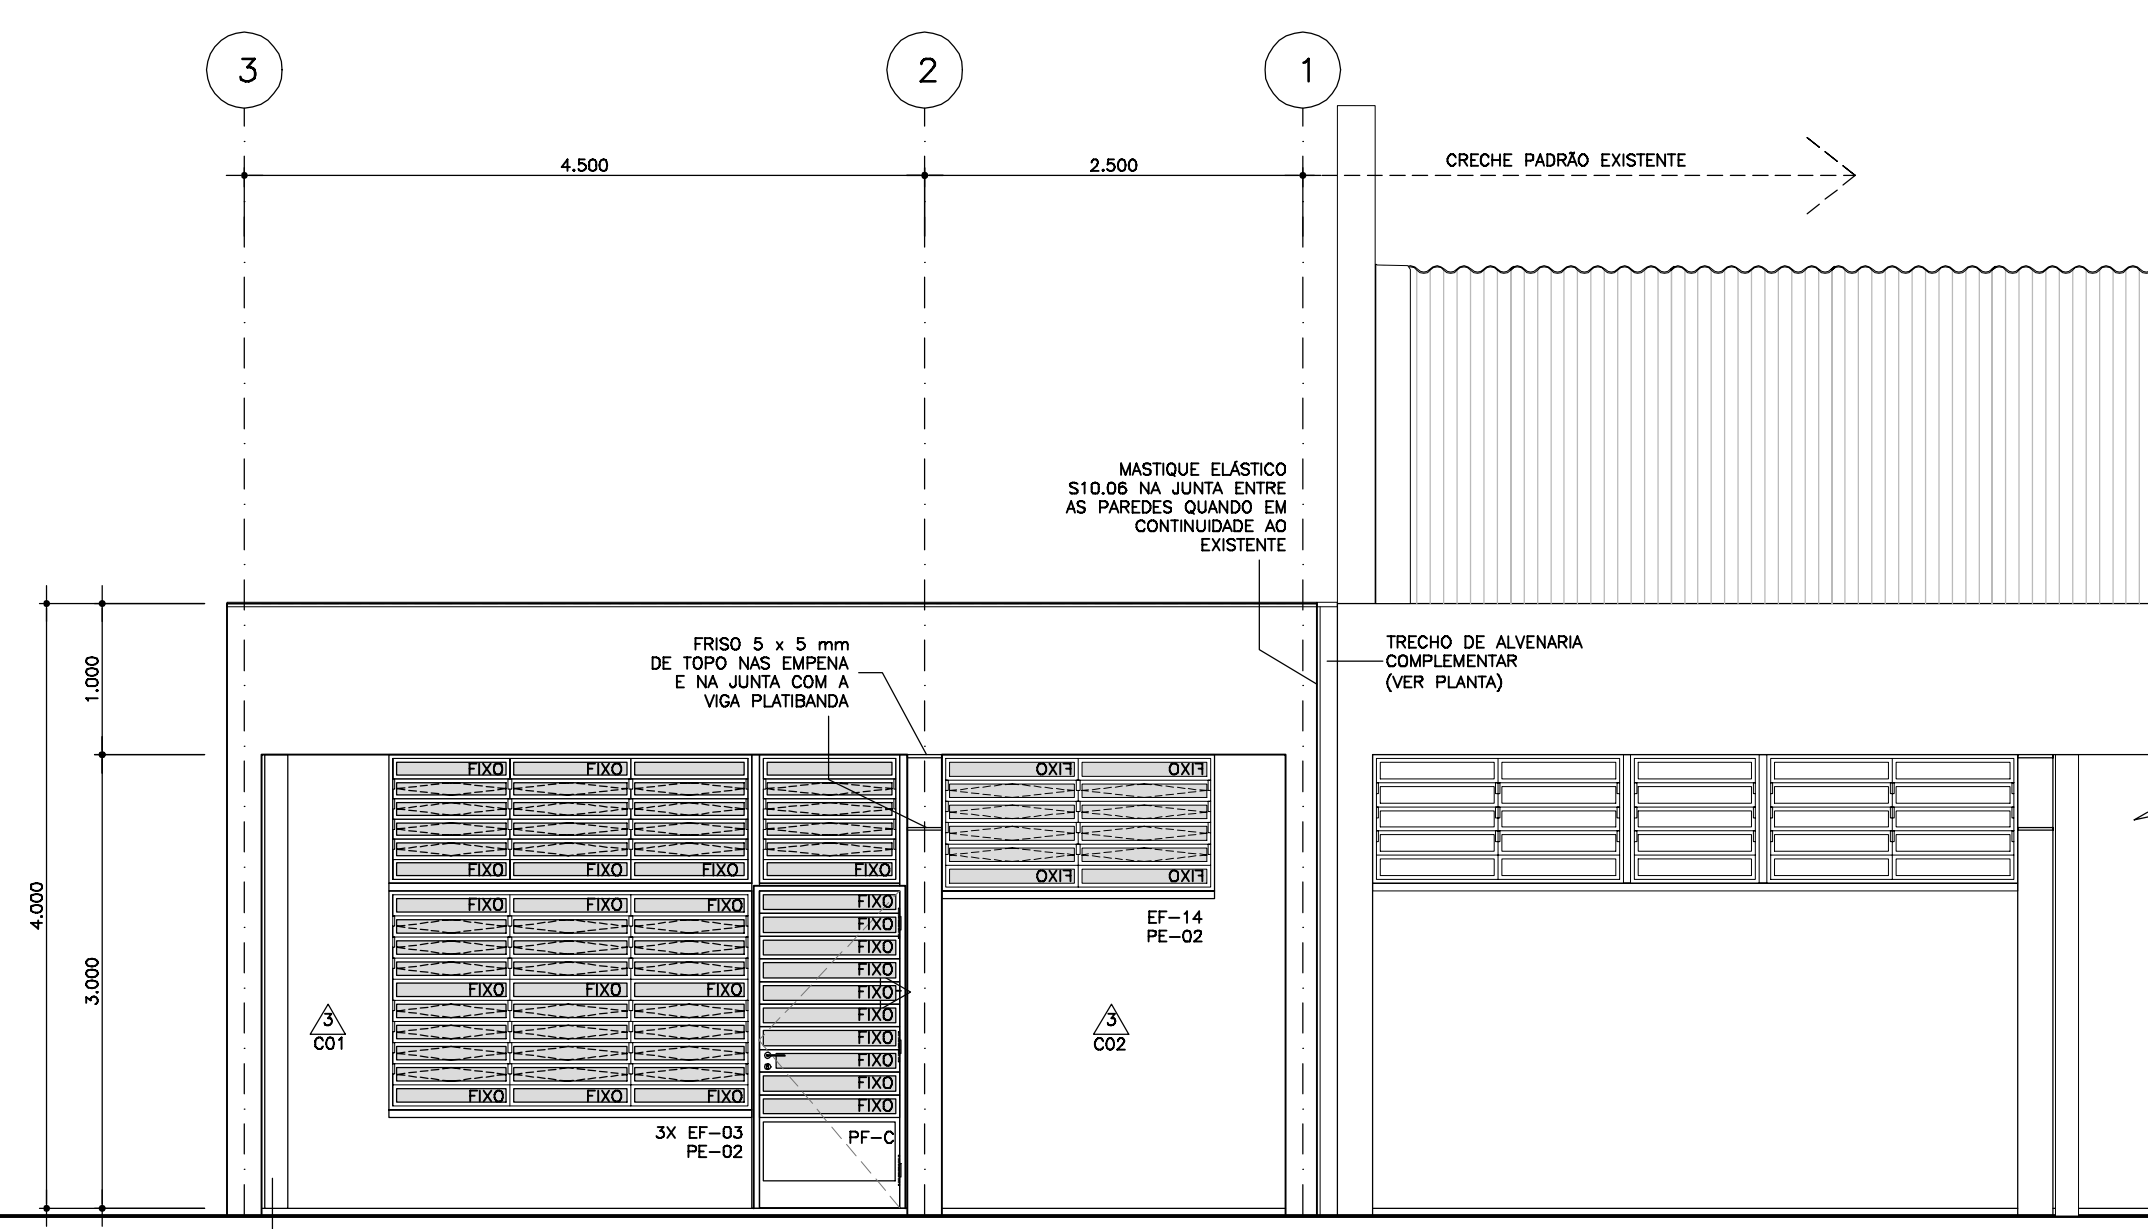 3
2
1
4.500
2.500
CRECHE PADRÃO EXISTENTE
MASTIQUE ELÁSTICO
S10.06 NA JUNTA ENTRE
AS PAREDES QUANDO EM
CONTINUIDADE AO
EXISTENTE
FRISO 5 x 5 mm
DE TOPO NAS EMPENA
E NA JUNTA COM A
VIGA PLATIBANDA
TRECHO DE ALVENARIA
COMPLEMENTAR
(VER PLANTA)
1.000
4.000
3.000
FIXO FIXO
FIXO FIXO
FIXO FIXO FIXO FIXO
FIXO FIXO
FIXO FIXO FIXO
FIXO
FIXO
FIXO
FIXO
FIXO FIXO FIXO
FIXO
FIXO
FIXO
FIXO
FIXO
FIXO
FIXO FIXO FIXO
EF-14
PE-02
3
C01
3
C02
3X EF-03
PE-02
PF-C